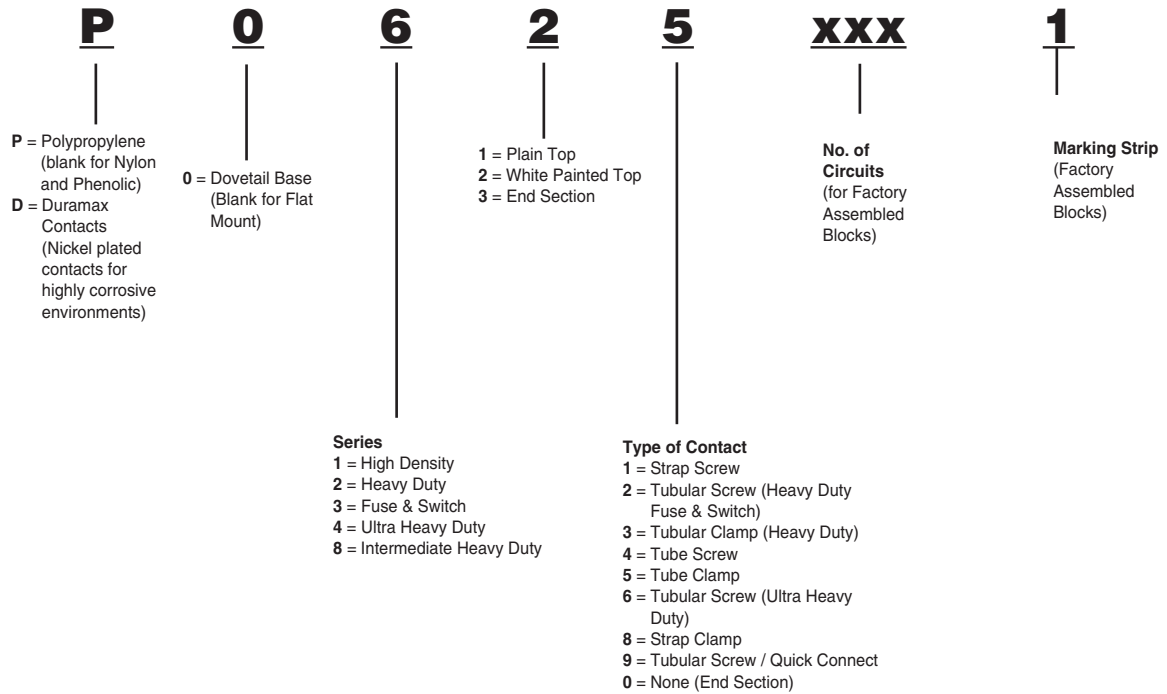 P 0 6 2 5 xxx 1
P = Polypropylene
(blank for Nylon
and Phenolic)
D = Duramax
Contacts
(Nickel plated
contacts for
highly corrosive
environments)
0 = Dovetail Base
(Blank for Flat
Mount)
1 = Plain Top
2 = White Painted Top
3 = End Section
No. of
Circuits
(for Factory
Assembled
Blocks)
Marking Strip
(Factory
Assembled
Blocks)
Series
1 = High Density
2 = Heavy Duty
3 = Fuse & Switch
4 = Ultra Heavy Duty
8 = Intermediate Heavy Duty
Type of Contact
1 = Strap Screw
2 = Tubular Screw (Heavy Duty
Fuse & Switch)
3 = Tubular Clamp (Heavy Duty)
4 = Tube Screw
5 = Tube Clamp
6 = Tubular Screw (Ultra Heavy
Duty)
8 = Strap Clamp
9 = Tubular Screw / Quick Connect
0 = None (End Section)